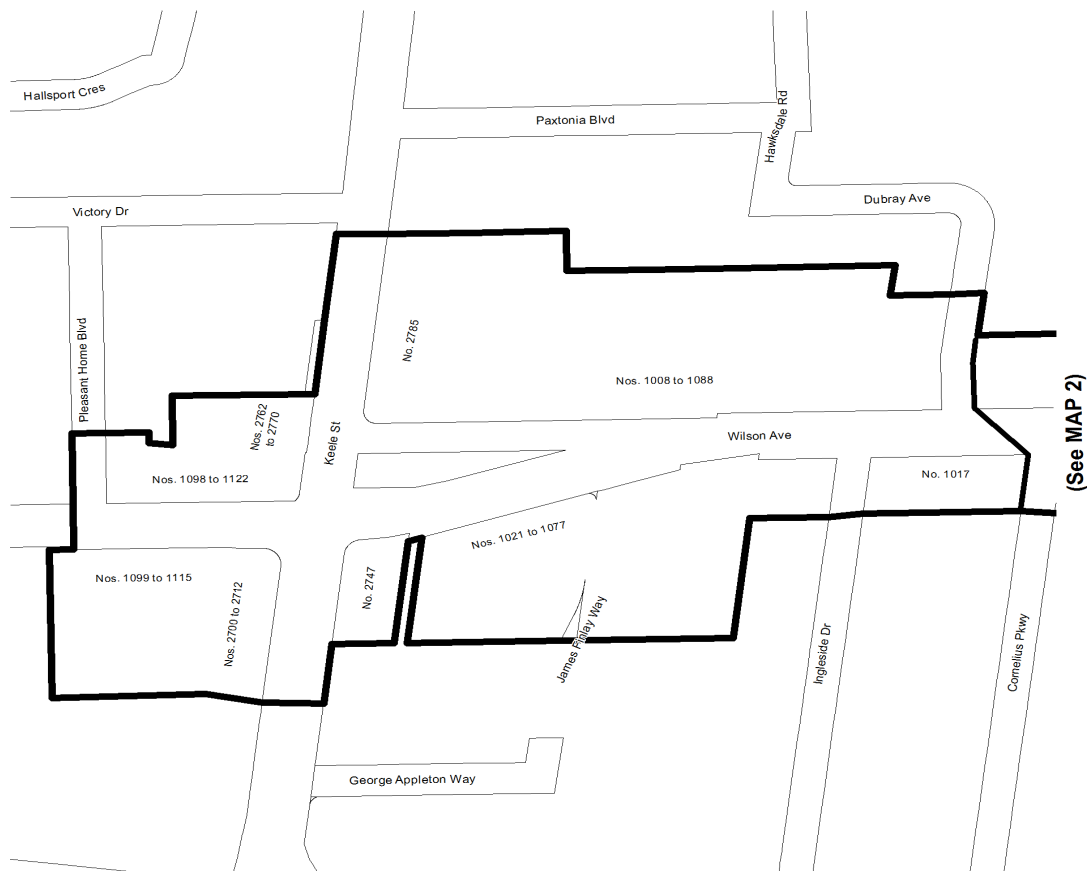 Hallsport Cres
Paxtonia Blvd
Hawksdale Rd
Dubray Ave
Victory Dr
Pleasant Home Blvd
No. 2785
Nos. 1008 to 1088
(See MAP 2)
Nos. 2762
to 2770
Keele St
Wilson Ave
No. 1017
Nos. 1098 to 1122
Nos. 1021 to 1077
Nos. 1099 to 1115
Nos. 2700 to 2712
No. 2747
James Finlay Way
Ingleside Dr
Cornelius Pkwy
George Appleton Way